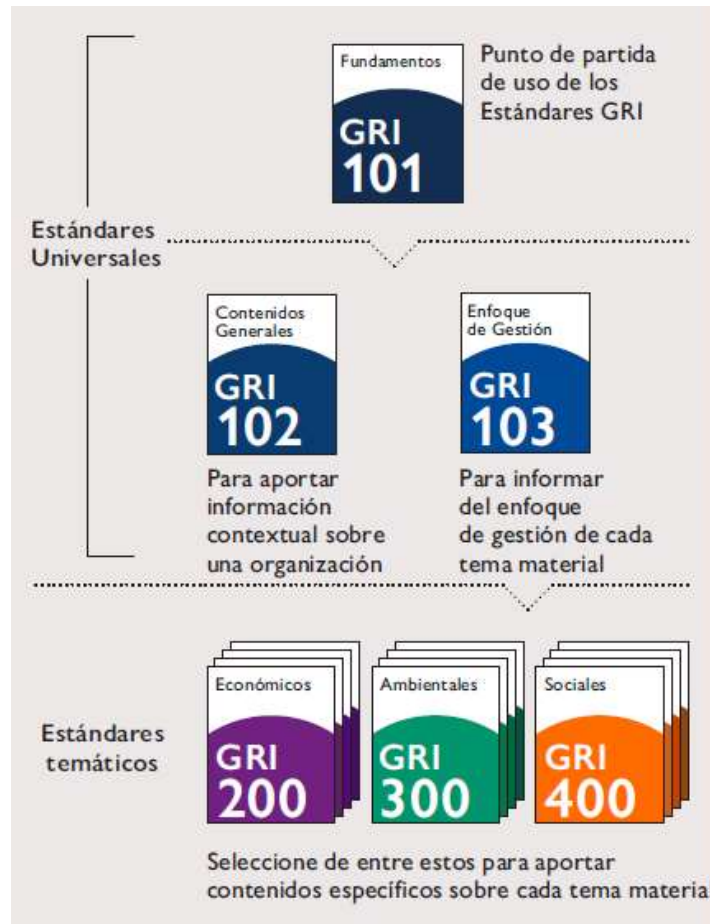 Fundamentos
GRI
101
Punto de partida
de uso de los
Estándares GRI
Estándares
Universales
Contenidos
Generales
GRI
102
Enfoque
de Gestión
GRI
103
Para aportar
información
contextual sobre
una organización
Para informar
del enfoque
de gestión de cada
tema material
Estándares
temáticos
Económicos
GRI
200
Ambientales
GRI
300
Sociales
GRI
400
Seleccione de entre estos para aportar
contenidos específicos sobre cada tema material